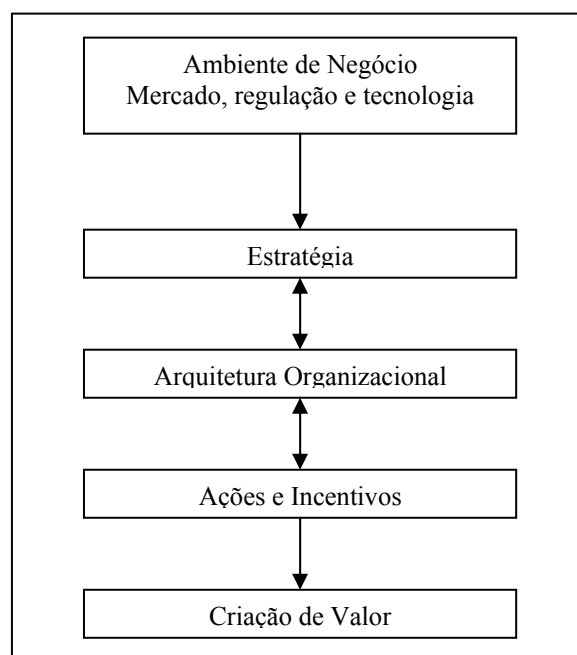 Ambiente de Negócio
Mercado, regulação e tecnologia
Estratégia
Arquitetura Organizacional
Ações e Incentivos
Criação de Valor